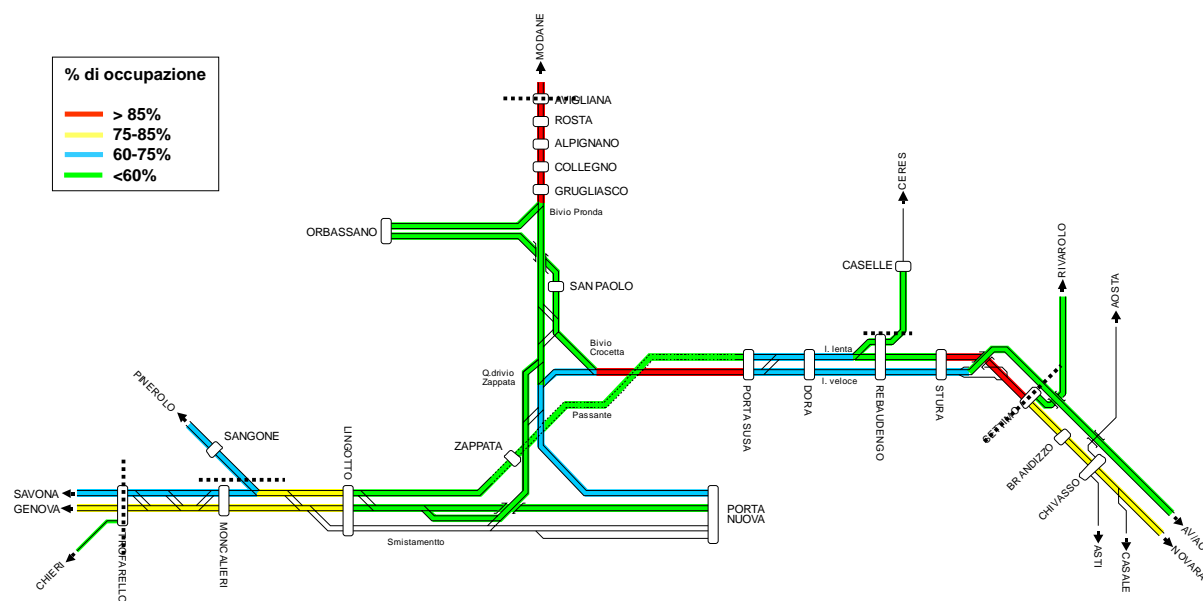 % di occupazione
> 85%
75-85%
60-75%
<60%
MODANE
AVIGLIANA
ROSTA
ALPIGNANO
COLLEGNO
GRUGLIASCO
Bivio Pronda
ORBASSANO
SAN PAOLO
Bivio
Crocetta
Q.drivio
Zappata
Passante
ZAPPATA
CERES
CASELLE
RIVAROLO
AOSTA
l. lenta
l. veloce
PORTA SUSA
DORA
REBAUDENGO
STURA
SETTIMO
BRANDIZZO
CHIVASSO
ASTI
CASALE
AV/AC
NOVARA
PINEROLO
SANGONE
LINGOTTO
SAVONA
GENOVA
CHIERI
TROFARELLO
MONCALIERI
Smistamentto
PORTA
NUOVA